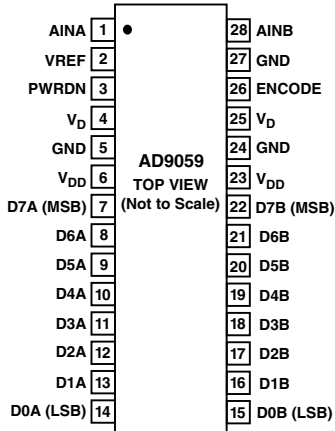 AINA 1 28 AINB
VREF 2 27 GND
PWRDN 3 26 ENCODE
VD 4 25 VD
GND 5 24 GND
VDD 6 23 VDD
AD9059
TOP VIEW
(Not to Scale)
D7A (MSB) 7 22 D7B (MSB)
D6A 8 21 D6B
D5A 9 20 D5B
D4A 10 19 D4B
D3A 11 18 D3B
D2A 12 17 D2B
D1A 13 16 D1B
D0A (LSB) 14 15 D0B (LSB)